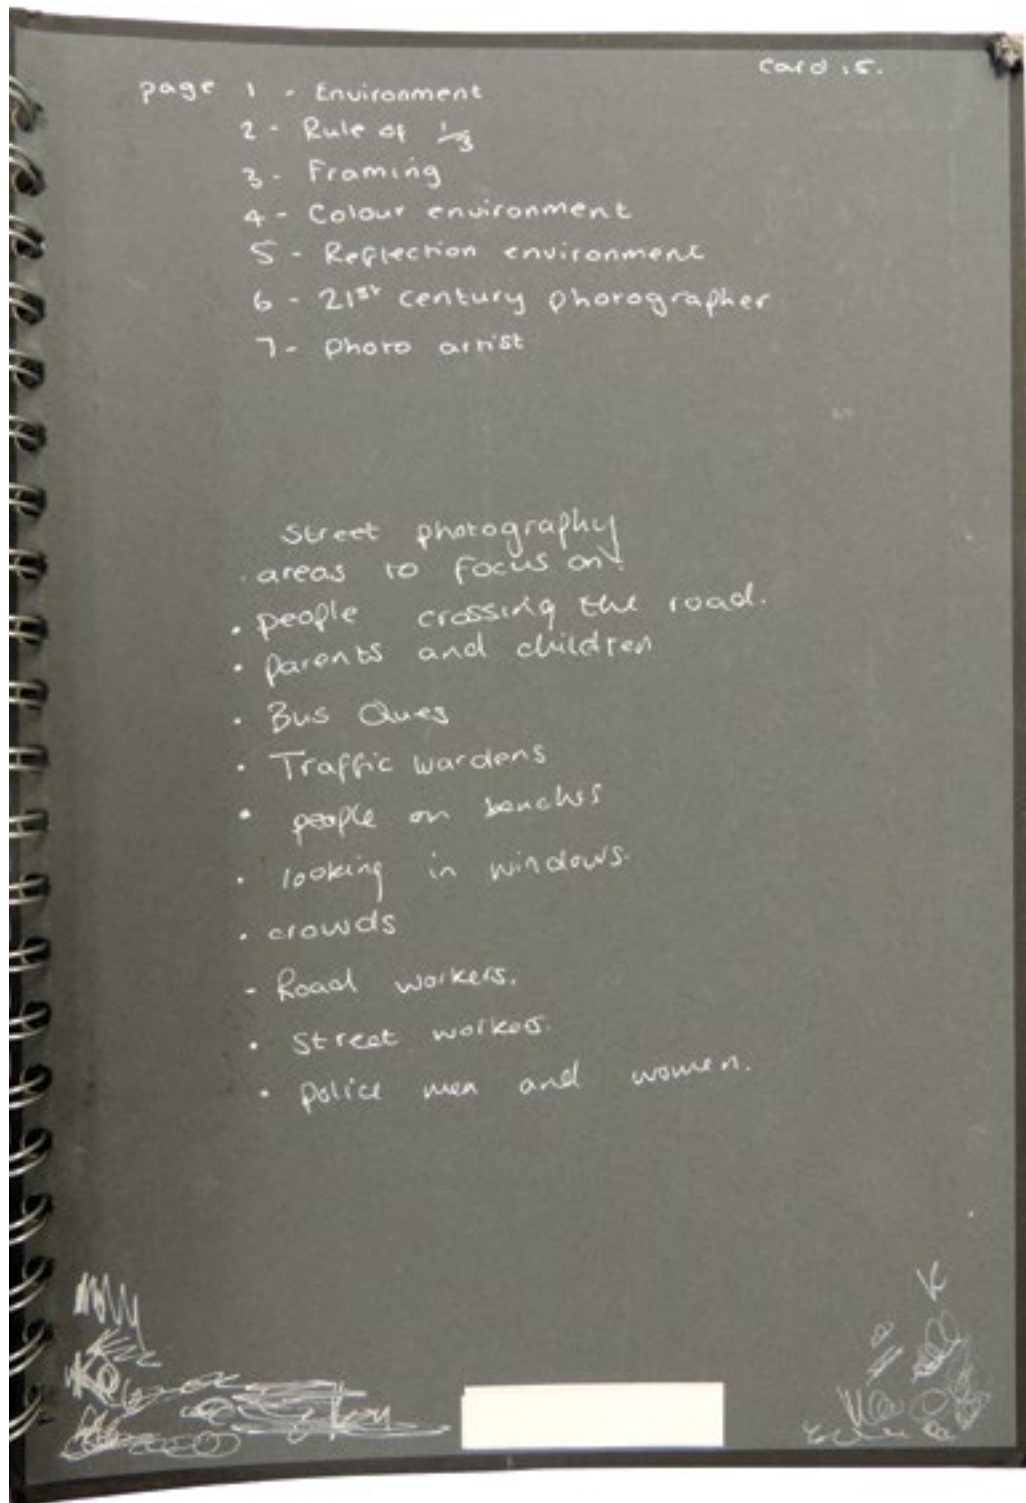 card 15.
page 1 - Environment
2 - Rule of 1/3
3 - Framing
4 - Colour environment
5 - Reflection environment
6 - 21st century photographer
7 - photo artist
Street photography
· areas to focus on!
· people crossing the road.
· parents and children
· Bus Ques
· Traffic wardens
· people on benches
· looking in windows.
· crowds
- Road workers.
· Street workers.
· police men and women.